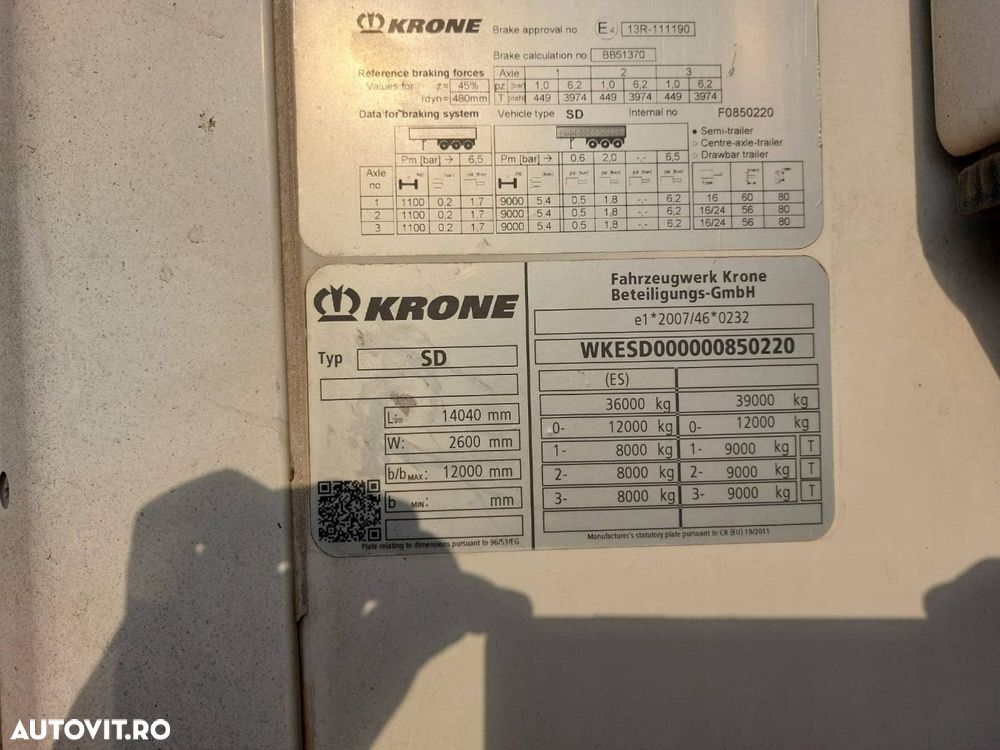 KRONE
Brake approval no E4 13R-111190
Brake calculation no BB51370
Reference braking forces
Values for z= 45%
rdyn= 480mm
Axle 1 2 3
pz [bar] 1,0 6,2 1,0 6,2 1,0 6,2
T [daN] 449 3974 449 3974 449 3974
Data for braking system Vehicle type SD Internal no F0850220
Semi-trailer
Centre-axle-trailer
Drawbar trailer
Pm [bar] → 6,5 Pm [bar] → 0,6 2,0 -,- 6,5
Axle no
Type
1 1100 0,2 1,7 9000 5,4 0,5 1,8 -,- 6,2 16 60 80
2 1100 0,2 1,7 9000 5,4 0,5 1,8 -,- 6,2 16/24 56 80
3 1100 0,2 1,7 9000 5,4 0,5 1,8 -,- 6,2 16/24 56 80
KRONE
Typ SD
L: 14040 mm
W: 2600 mm
b/b MAX: 12000 mm
b MIN: mm
Plate relating to dimensions pursuant to 96/53/EG
Fahrzeugwerk Krone
Beteiligungs-GmbH
e1*2007/46*0232
WKESD000000850220
(ES)
36000 kg 39000 kg
0- 12000 kg 0- 12000 kg
1- 8000 kg 1- 9000 kg T
2- 8000 kg 2- 9000 kg T
3- 8000 kg 3- 9000 kg T
Manufacturer's statutory plate pursuant to CR (EU) 19/2011
AUTOVIT.RO